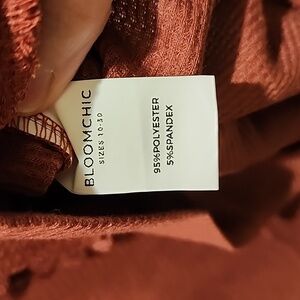 BLOOMCHIC
SIZES 10-30
95%POLYESTER
5%SPANDEX